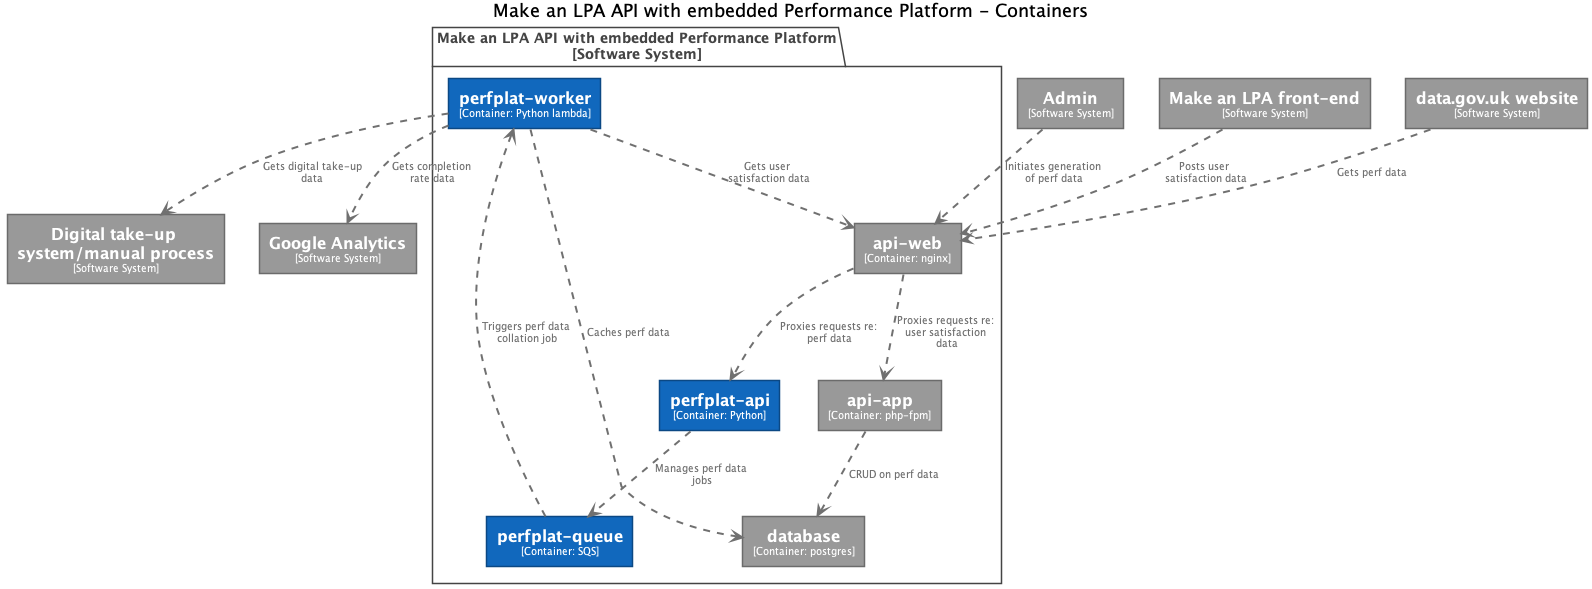 Make an LPA API with embedded Performance Platform - Containers
Make an LPA API with embedded Performance Platform
[Software System]
perfplat-worker
[Container: Python lambda]
Admin
[Software System]
Make an LPA front-end
[Software System]
data.gov.uk website
[Software System]
Gets digital take-up
data
Gets completion
rate data
Gets user
satisfaction data
Initiates generation
of perf data
Posts user
satisfaction data
Gets perf data
Digital take-up
system/manual process
[Software System]
Google Analytics
[Software System]
api-web
[Container: nginx]
Triggers perf data
collation job
Caches perf data
Proxies requests re:
perf data
Proxies requests re:
user satisfaction
data
perfplat-api
[Container: Python]
api-app
[Container: php-fpm]
Manages perf data
jobs
CRUD on perf data
perfplat-queue
[Container: SQS]
database
[Container: postgres]